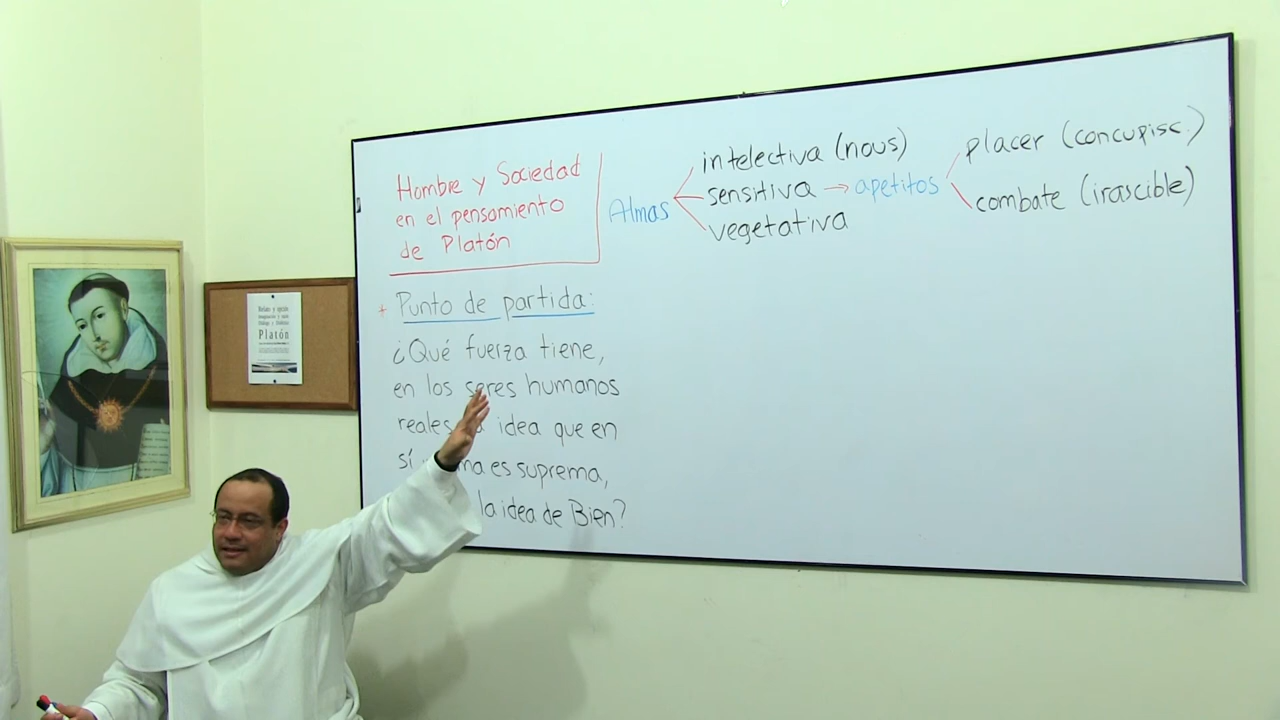 Hombre y Sociedad
en el pensamiento
de Platón
* Punto de partida:
¿Qué fuerza tiene,
en los seres humanos
reales idea que en
sí es suprema,
la idea de Bien?
Almas
intelectiva (nous)
sensitiva → apetitos
vegetativa
placer (concupisc.)
combate (irascible)
Platón